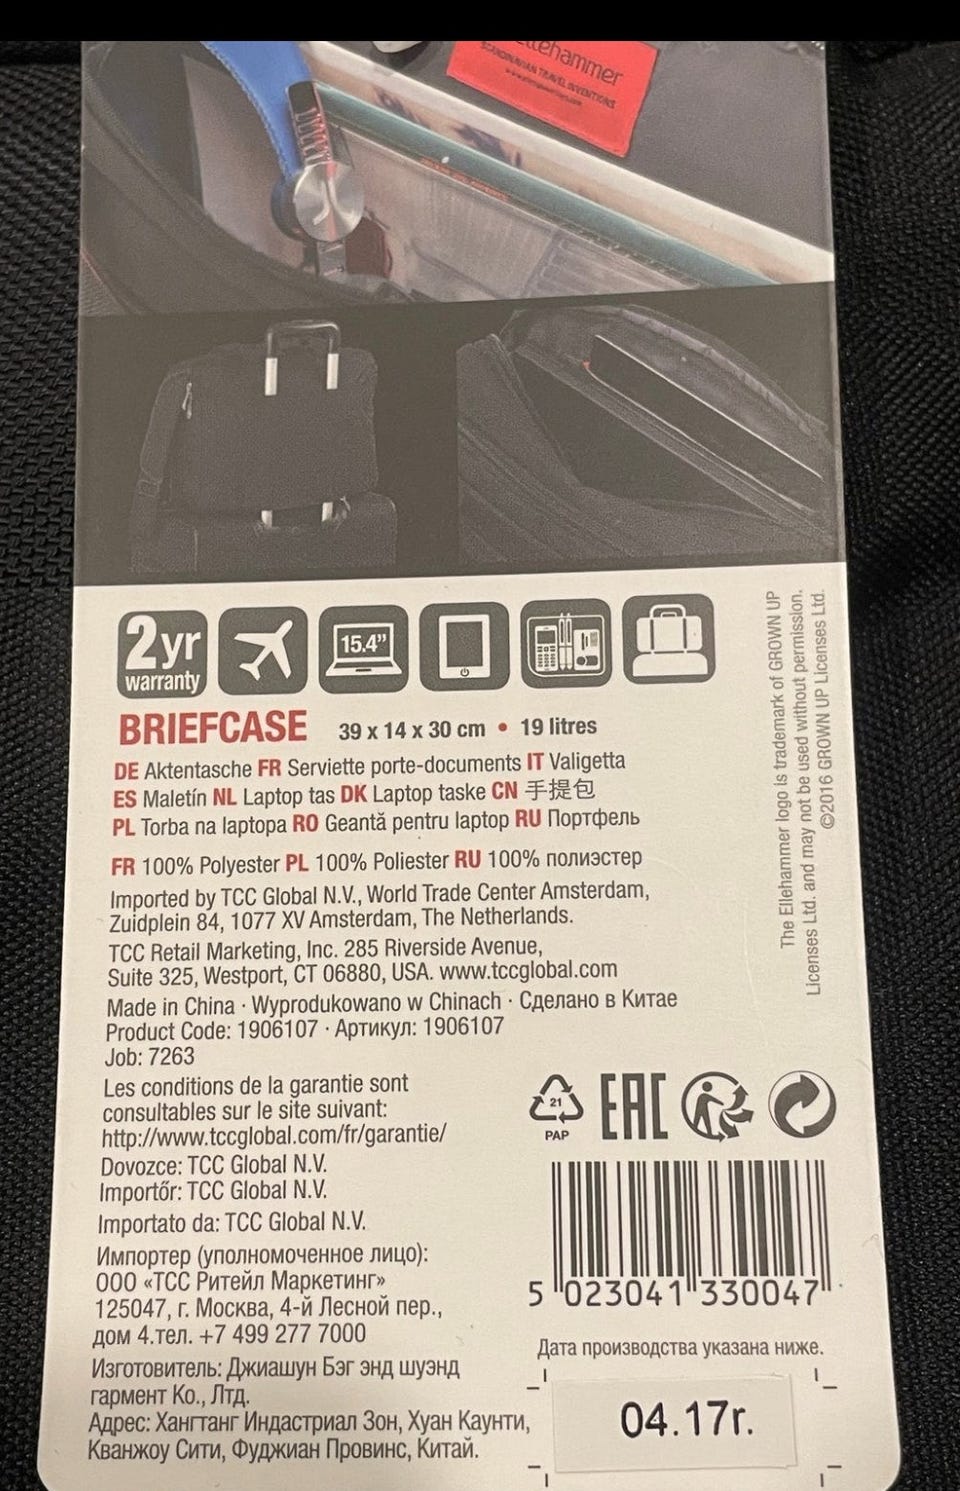 Ellehammer
SCANDINAVIAN TRAVEL INVENTIONS
2yr
warranty
15.4"
BRIEFCASE 39 x 14 x 30 cm • 19 litres
DE Aktentasche FR Serviette porte-documents IT Valigetta
ES Maletín NL Laptop tas DK Laptop taske CN 手提包
PL Torba na laptopa RO Geantă pentru laptop RU Портфель
FR 100% Polyester PL 100% Poliester RU 100% полиэстер
Imported by TCC Global N.V., World Trade Center Amsterdam,
Zuidplein 84, 1077 XV Amsterdam, The Netherlands.
TCC Retail Marketing, Inc. 285 Riverside Avenue,
Suite 325, Westport, CT 06880, USA. www.tccglobal.com
Made in China · Wyprodukowano w Chinach · Сделано в Китае
Product Code: 1906107 · Артикул: 1906107
Job: 7263
Les conditions de la garantie sont
consultables sur le site suivant:
http://www.tccglobal.com/fr/garantie/
Dovozce: TCC Global N.V.
Importőr: TCC Global N.V.
Importato da: TCC Global N.V.
Импортер (уполномоченное лицо):
ООО «ТСС Ритейл Маркетинг»
125047, г. Москва, 4-й Лесной пер.,
дом 4.тел. +7 499 277 7000
Изготовитель: Джиашун Бэг энд шуэнд
гармент Ко., Лтд.
Адрес: Хангтанг Индастриал Зон, Хуан Каунти,
Кванжоу Сити, Фуджиан Провинс, Китай.
The Ellehammer logo is trademark of GROWN UP
Licenses Ltd. and may not be used without permission.
©2016 GROWN UP Licenses Ltd.
21
PAP
EAC
5 023041 330047
Дата производства указана ниже.
04.17г.